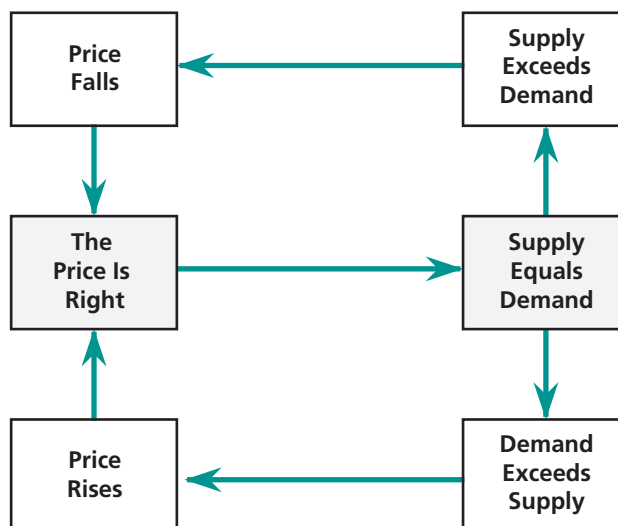 Price
Falls
Supply
Exceeds
Demand
The
Price Is
Right
Supply
Equals
Demand
Price
Rises
Demand
Exceeds
Supply